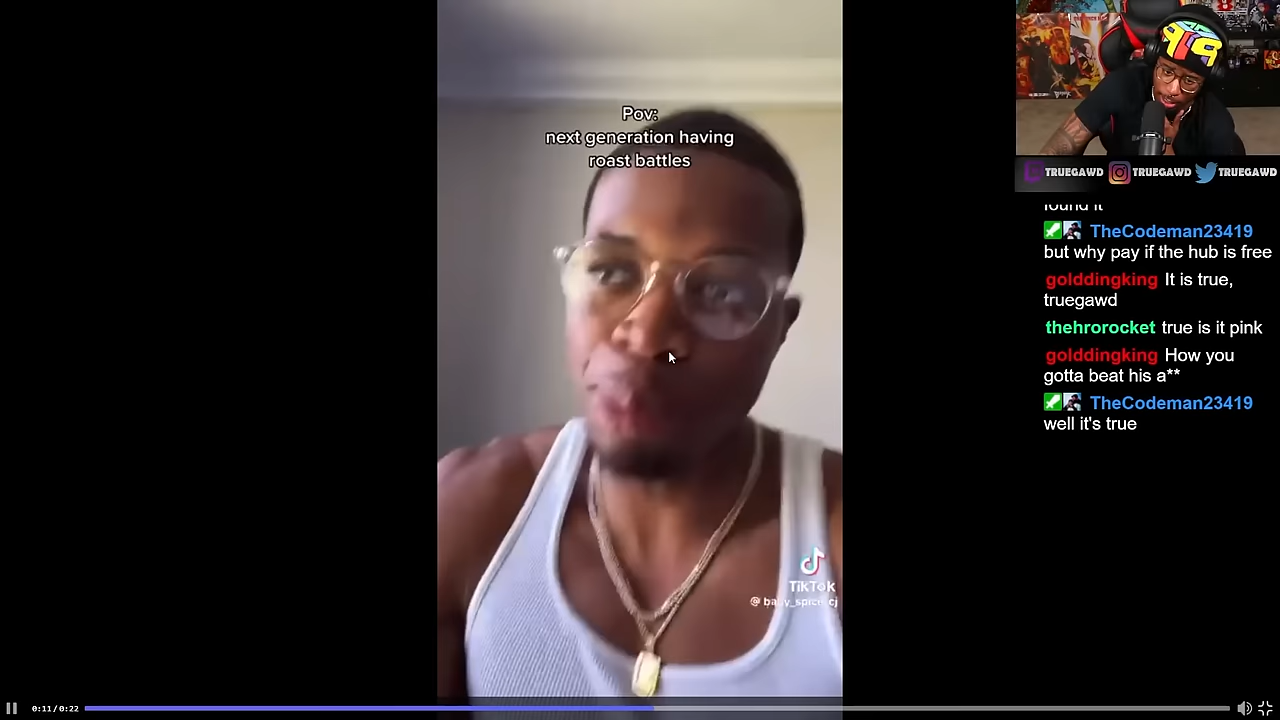 Pov:
next generation having
roast battles
TikTok
TRUEGAWD
TRUEGAWD
TRUEGAWD
found it
TheCodeman23419
but why pay if the hub is free
golddingking It is true,
truegawd
thehrorocket true is it pink
golddingking How you
gotta beat his a**
TheCodeman23419
well it's true
0:11/0:22